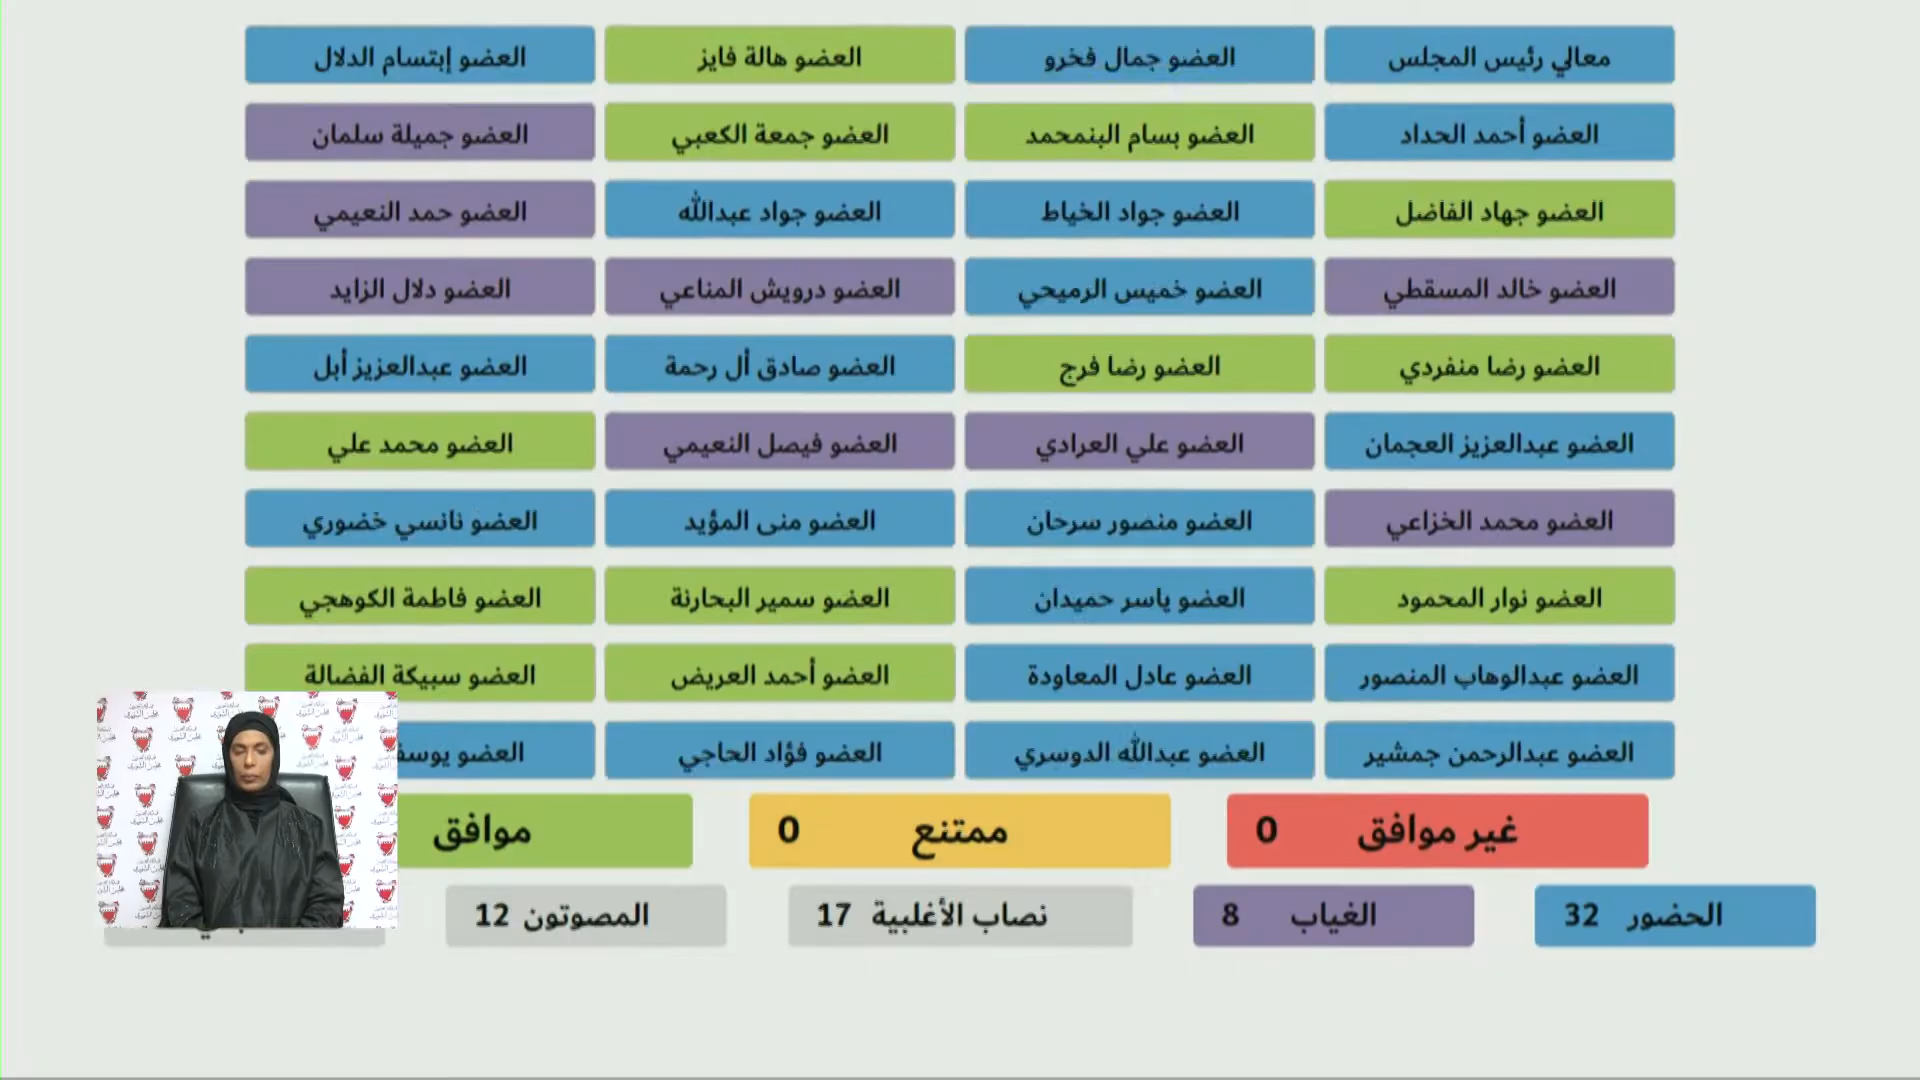 معالي رئيس المجلس العضو جمال فخرو العضو هالة فايز العضو إبتسام الدلال
العضو أحمد الحداد العضو بسام البنمحمد العضو جمعة الكعبي العضو جميلة سلمان
العضو جهاد الفاضل العضو جواد الخياط العضو جواد عبدالله العضو حمد النعيمي
العضو خالد المسقطي العضو خميس الرميحي العضو درويش المناعي العضو دلال الزايد
العضو رضا منفردي العضو رضا فرج العضو صادق أل رحمة العضو عبدالعزيز أبل
العضو عبدالعزيز العجمان العضو علي العرادي العضو فيصل النعيمي العضو محمد علي
العضو محمد الخزاعي العضو منصور سرحان العضو منى المؤيد العضو نانسي خضوري
العضو نوار المحمود العضو ياسر حميدان العضو سمير البحارنة العضو فاطمة الكوهجي
العضو عبدالوهاب المنصور العضو عادل المعاودة العضو أحمد العريض العضو سبيكة الفضالة
العضو عبدالرحمن جمشير العضو عبدالله الدوسري العضو فؤاد الحاجي العضو
غير موافق 0 ممتنع 0 موافق
الحضور 32 الغياب 8 نصاب الأغلبية 17 المصوتون 12